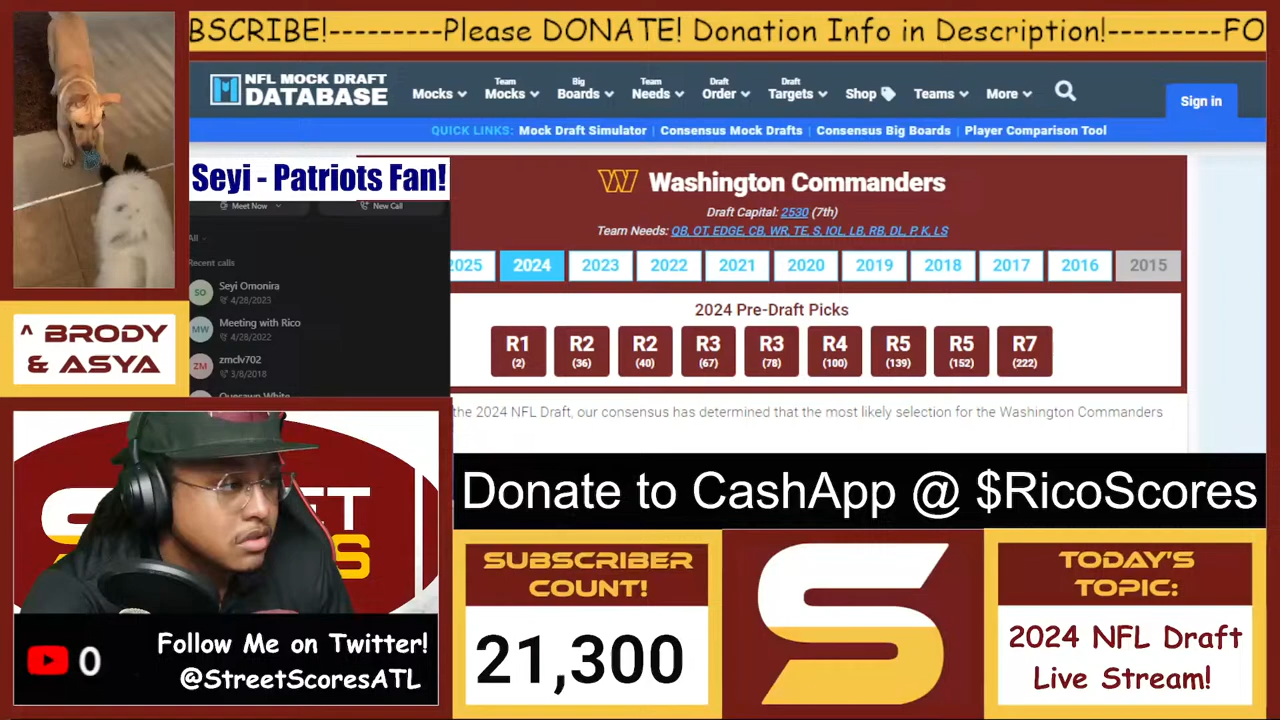 BSCRIBE!---------Please DONATE! Donation Info in Description!---------FO
NFL MOCK DRAFT
DATABASE
Mocks
Team
Mocks
Big
Boards
Team
Needs
Draft
Order
Draft
Targets
Shop
Teams
More
Sign in
QUICK LINKS: Mock Draft Simulator | Consensus Mock Drafts | Consensus Big Boards | Player Comparison Tool
Seyi - Patriots Fan!
Meet Now
New Call
All
Recent calls
SO
Seyi Omonira
4/28/2023
MW
Meeting with Rico
4/28/2022
ZM
zmclv702
3/8/2018
Quesawn White
W Washington Commanders
Draft Capital: 2530 (7th)
Team Needs: QB, OT, EDGE, CB, WR, TE, S, IOL, LB, RB, DL, P, K, LS
2025 2024 2023 2022 2021 2020 2019 2018 2017 2016 2015
2024 Pre-Draft Picks
R1 R2 R2 R3 R3 R4 R5 R5 R7
(2) (36) (40) (67) (78) (100) (139) (152) (222)
the 2024 NFL Draft, our consensus has determined that the most likely selection for the Washington Commanders
^ BRODY
& ASYA
Donate to CashApp @ $RicoScores
0
Follow Me on Twitter!
@StreetScoresATL
SUBSCRIBER
COUNT!
21,300
S
TODAY'S
TOPIC:
2024 NFL Draft
Live Stream!